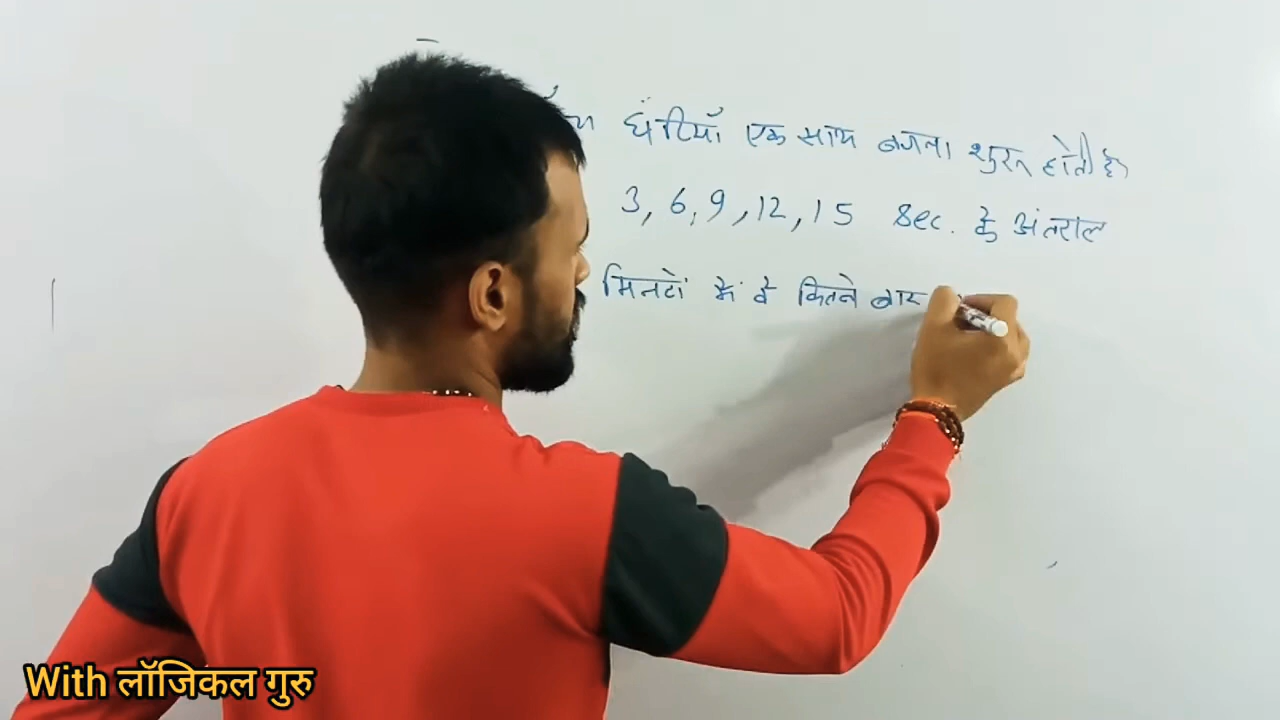 घंटियाँ एक साथ बजना शुरू होती है
3, 6, 9, 12, 15 Sec. के अंतराल
मिनटों में वे कितने बार
With लॉजिकल गुरु